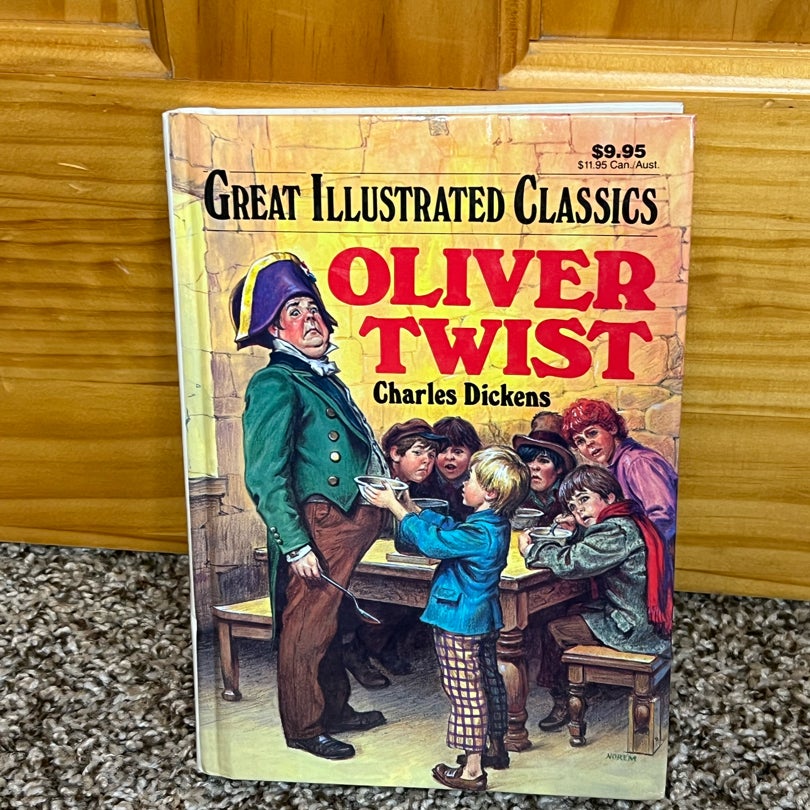 $9.95
$11.95 Can./Aust.
GREAT ILLUSTRATED CLASSICS
OLIVER
TWIST
Charles Dickens
NOREM